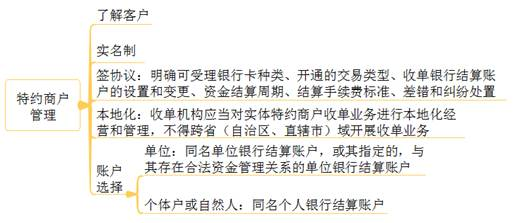 特约商户
管理
了解客户
实名制
签协议：明确可受理银行卡种类、开通的交易类型、收单银行结算账
户的设置和变更、资金结算周期、结算手续费标准、差错和纠纷处置
本地化：收单机构应当对实体特约商户收单业务进行本地化经
营和管理，不得跨省（自治区、直辖市）域开展收单业务
账户
选择
单位：同名单位银行结算账户，或其指定的，与
其存在合法资金管理关系的单位银行结算账户
个体户或自然人：同名个人银行结算账户